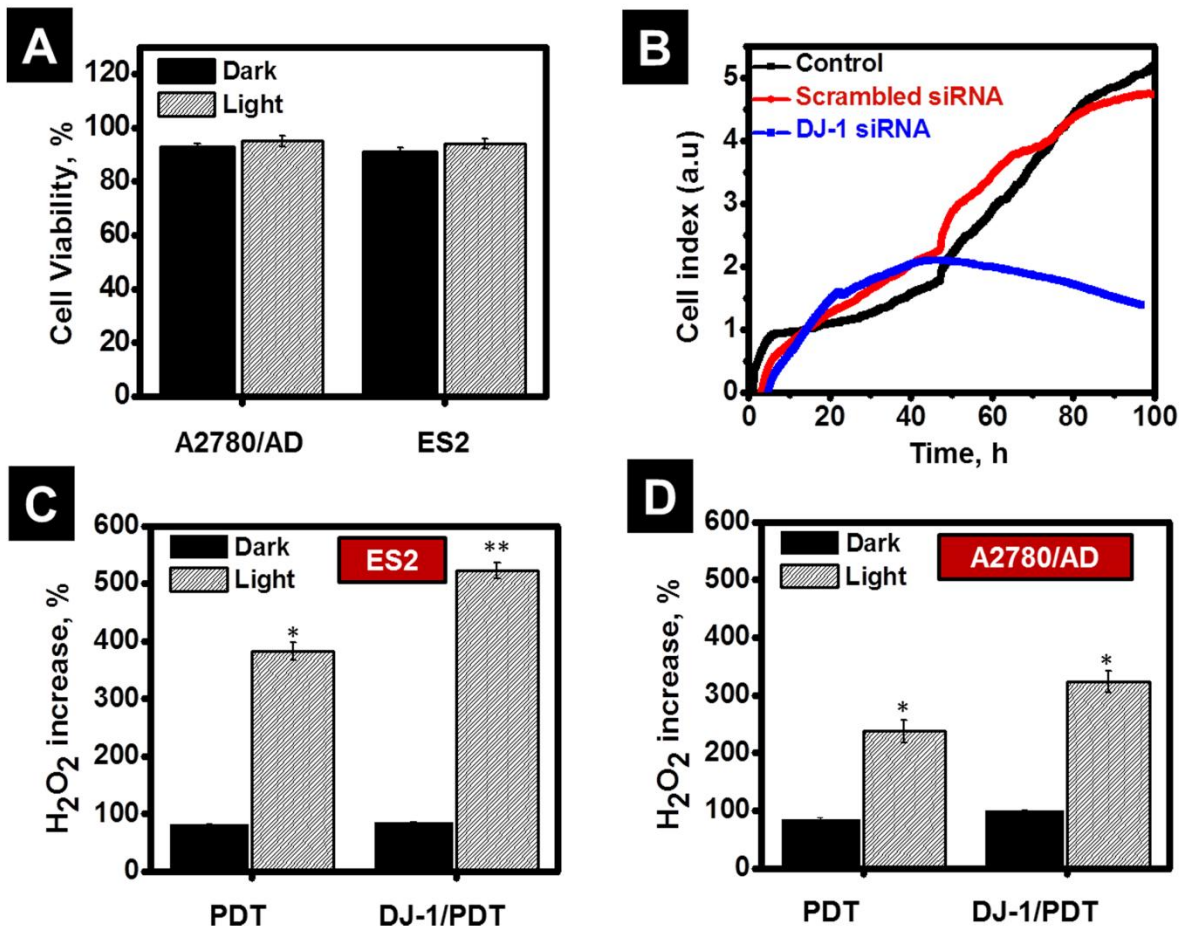 A
Cell Viability, %
120
100
80
60
40
20
0
Dark
Light
A2780/AD
ES2
B
Cell index (a.u)
5
4
3
2
1
0
Control
Scrambled siRNA
DJ-1 siRNA
0 20 40 60 80 100
Time, h
C
H₂O₂ increase, %
600
500
400
300
200
100
0
Dark
Light
ES2
*
**
PDT
DJ-1/PDT
D
H₂O₂ increase, %
600
500
400
300
200
100
0
Dark
Light
A2780/AD
*
*
PDT
DJ-1/PDT